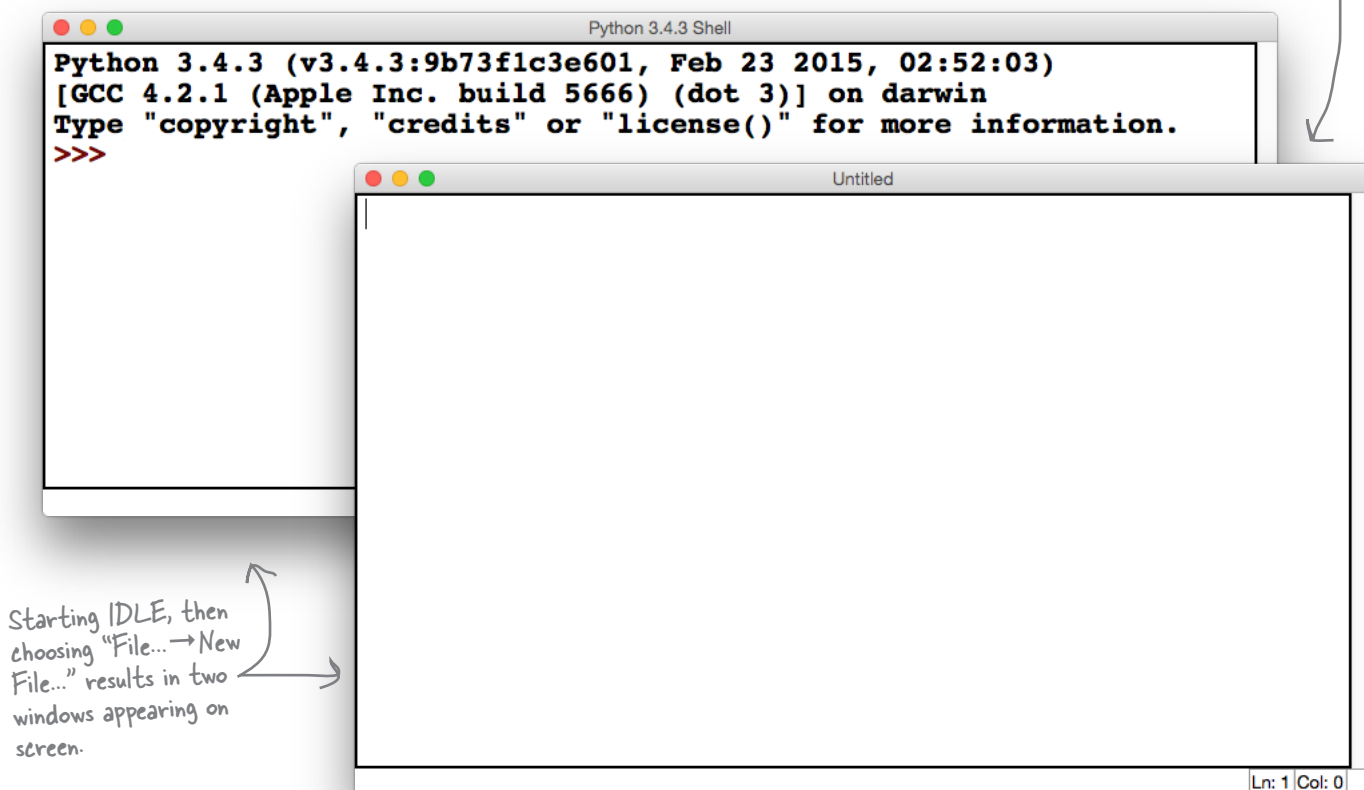 Python 3.4.3 Shell
Python 3.4.3 (v3.4.3:9b73f1c3e601, Feb 23 2015, 02:52:03)
[GCC 4.2.1 (Apple Inc. build 5666) (dot 3)] on darwin
Type "copyright", "credits" or "license()" for more information.
>>>
Untitled
Starting IDLE, then
choosing “File...→New
File...” results in two
windows appearing on
screen.
Ln: 1 Col: 0